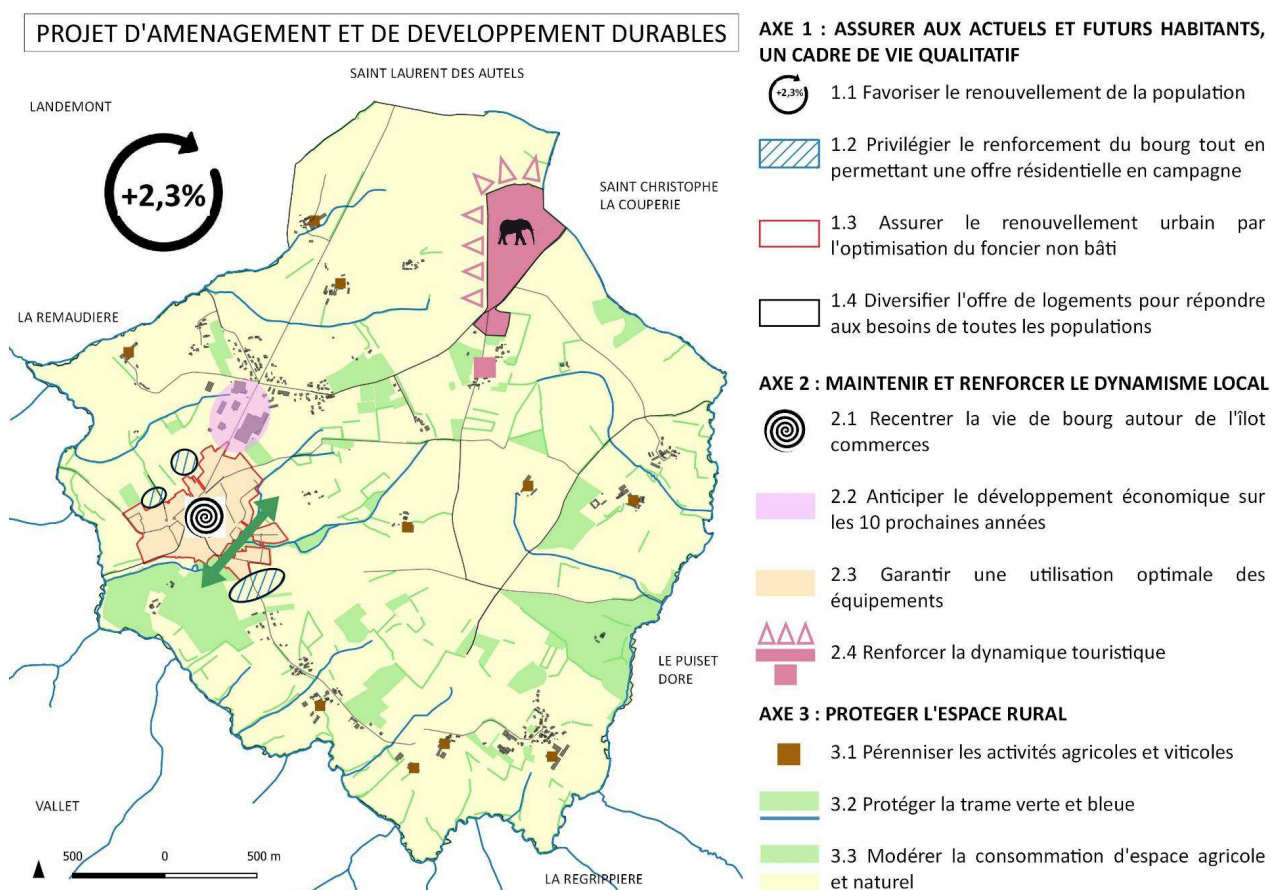 PROJET D'AMENAGEMENT ET DE DEVELOPPEMENT DURABLES
SAINT LAURENT DES AUTELS
LANDEMONT
+2,3%
SAINT CHRISTOPHE
LA COUPERIE
LA REMAUDIERE
LE PUISET
DORE
VALLET
500 0 500 m
LA REGRIPPIERE
AXE 1 : ASSURER AUX ACTUELS ET FUTURS HABITANTS,
UN CADRE DE VIE QUALITATIF
+2,3%
1.1 Favoriser le renouvellement de la population
1.2 Privilégier le renforcement du bourg tout en
permettant une offre résidentielle en campagne
1.3 Assurer le renouvellement urbain par
l'optimisation du foncier non bâti
1.4 Diversifier l'offre de logements pour répondre
aux besoins de toutes les populations
AXE 2 : MAINTENIR ET RENFORCER LE DYNAMISME LOCAL
2.1 Recentrer la vie de bourg autour de l'îlot
commerces
2.2 Anticiper le développement économique sur
les 10 prochaines années
2.3 Garantir une utilisation optimale des
équipements
2.4 Renforcer la dynamique touristique
AXE 3 : PROTEGER L'ESPACE RURAL
3.1 Pérenniser les activités agricoles et viticoles
3.2 Protéger la trame verte et bleue
3.3 Modérer la consommation d'espace agricole
et naturel